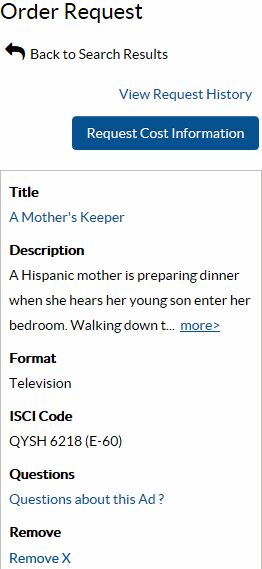 Order Request
Back to Search Results
View Request History
Request Cost Information
Title
A Mother's Keeper
Description
A Hispanic mother is preparing dinner
when she hears her young son enter her
bedroom. Walking down t... more>
Format
Television
ISCI Code
QYSH 6218 (E-60)
Questions
Questions about this Ad ?
Remove
Remove X